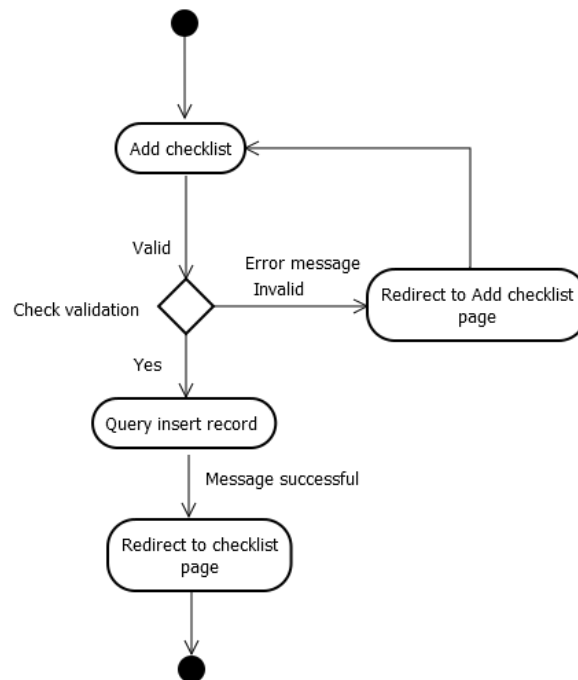 Add checklist
Valid
Error message
Invalid
Redirect to Add checklist
page
Check validation
Yes
Query insert record
Message successful
Redirect to checklist
page